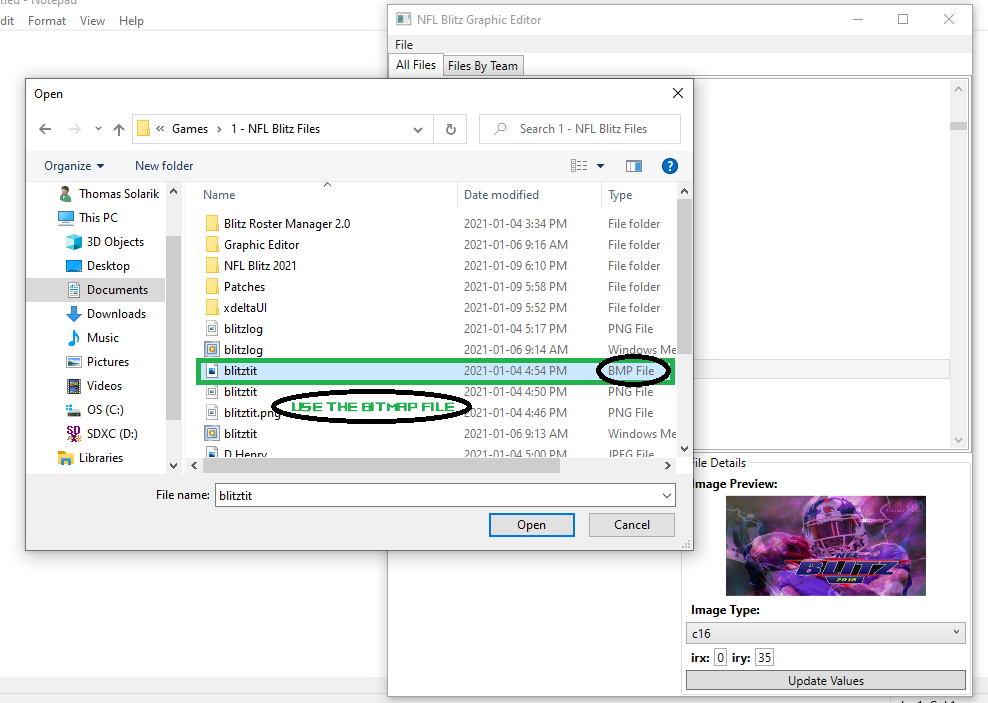 dit Format View Help
NFL Blitz Graphic Editor
File
All Files Files By Team
Open
« Games > 1 - NFL Blitz Files
Search 1 - NFL Blitz Files
Organize New folder
Name Date modified Type
Thomas Solarik
This PC
3D Objects
Desktop
Documents
Downloads
Music
Pictures
Videos
OS (C:)
SDXC (D:)
Libraries
Blitz Roster Manager 2.0 2021-01-04 3:34 PM File folder
Graphic Editor 2021-01-06 9:16 AM File folder
NFL Blitz 2021 2021-01-09 6:10 PM File folder
Patches 2021-01-09 5:58 PM File folder
xdeltaUI 2021-01-09 5:52 PM File folder
blitzlog 2021-01-04 5:17 PM PNG File
blitzlog 2021-01-06 9:14 AM Windows Me
blitztit 2021-01-04 4:54 PM BMP File
blitztit 2021-01-04 4:50 PM PNG File
USE THE BITMAP FILE
blitztit.png 2021-01-04 4:46 PM PNG File
blitztit 2021-01-06 9:13 AM Windows Me
D Henry 2021-01-04 5:00 PM JPEG File
File name: blitztit
Open Cancel
ile Details
Image Preview:
BLITZ
2018
Image Type:
c16
irx: 0 iry: 35
Update Values